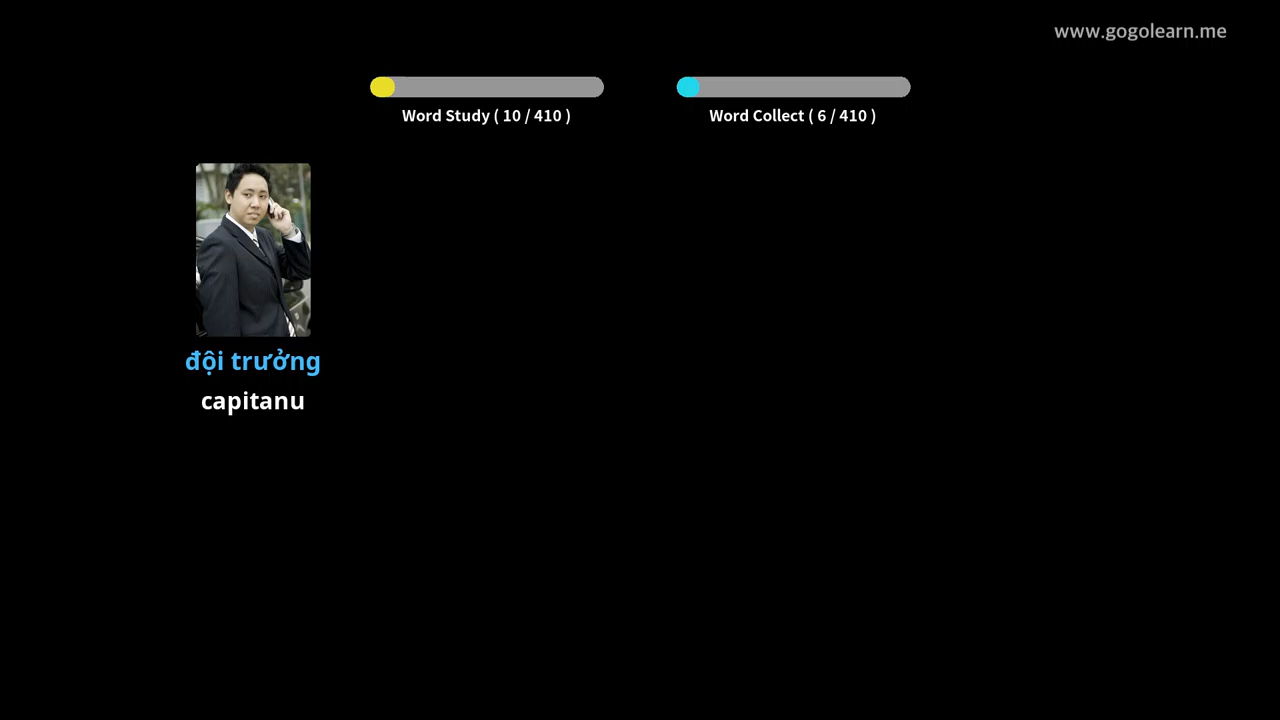 www.gogolearn.me
Word Study ( 10 / 410 )
Word Collect ( 6 / 410 )
đội trưởng
capitanu